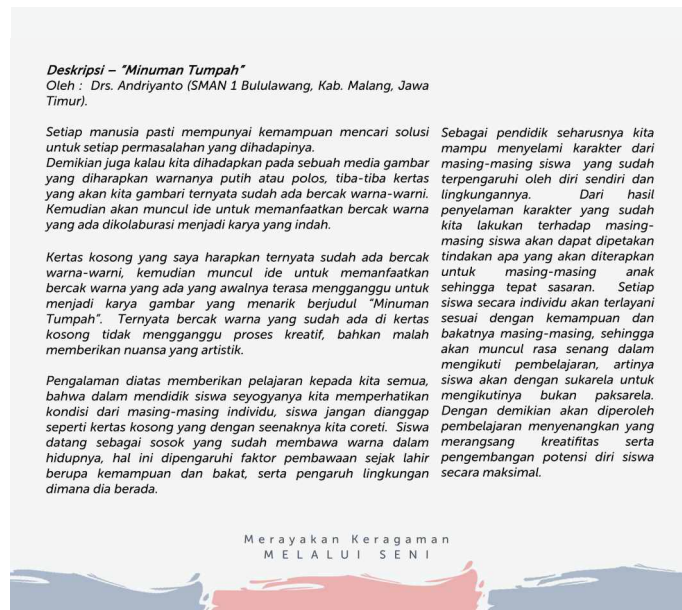 Deskripsi – “Minuman Tumpah”
Oleh : Drs. Andriyanto (SMAN 1 Bululawang, Kab. Malang, Jawa
Timur).
Setiap manusia pasti mempunyai kemampuan mencari solusi
untuk setiap permasalahan yang dihadapinya.
Demikian juga kalau kita dihadapkan pada sebuah media gambar
yang diharapkan warnanya putih atau polos, tiba-tiba kertas
yang akan kita gambari ternyata sudah ada bercak warna-warni.
Kemudian akan muncul ide untuk memanfaatkan bercak warna
yang ada dikolaburasi menjadi karya yang indah.
Kertas kosong yang saya harapkan ternyata sudah ada bercak
warna-warni, kemudian muncul ide untuk memanfaatkan
bercak warna yang ada yang awalnya terasa mengganggu untuk
menjadi karya gambar yang menarik berjudul “Minuman
Tumpah”. Ternyata bercak warna yang sudah ada di kertas
kosong tidak mengganggu proses kreatif, bahkan malah
memberikan nuansa yang artistik.
Pengalaman diatas memberikan pelajaran kepada kita semua,
bahwa dalam mendidik siswa seyogyanya kita memperhatikan
kondisi dari masing-masing individu, siswa jangan dianggap
seperti kertas kosong yang dengan seenaknya kita coreti. Siswa
datang sebagai sosok yang sudah membawa warna dalam
hidupnya, hal ini dipengaruhi faktor pembawaan sejak lahir
berupa kemampuan dan bakat, serta pengaruh lingkungan
dimana dia berada.
Sebagai pendidik seharusnya kita
mampu menyelami karakter dari
masing-masing siswa yang sudah
terpengaruhi oleh diri sendiri dan
lingkungannya. Dari hasil
penyelaman karakter yang sudah
kita lakukan terhadap masing-
masing siswa akan dapat dipetakan
tindakan apa yang akan diterapkan
untuk masing-masing anak
sehingga tepat sasaran. Setiap
siswa secara individu akan terlayani
sesuai dengan kemampuan dan
bakatnya masing-masing, sehingga
akan muncul rasa senang dalam
mengikuti pembelajaran, artinya
siswa akan dengan sukarela untuk
mengikutinya bukan paksarela.
Dengan demikian akan diperoleh
pembelajaran menyenangkan yang
merangsang kreatifitas serta
pengembangan potensi diri siswa
secara maksimal.
Merayakan Keragaman
MELALUI SENI